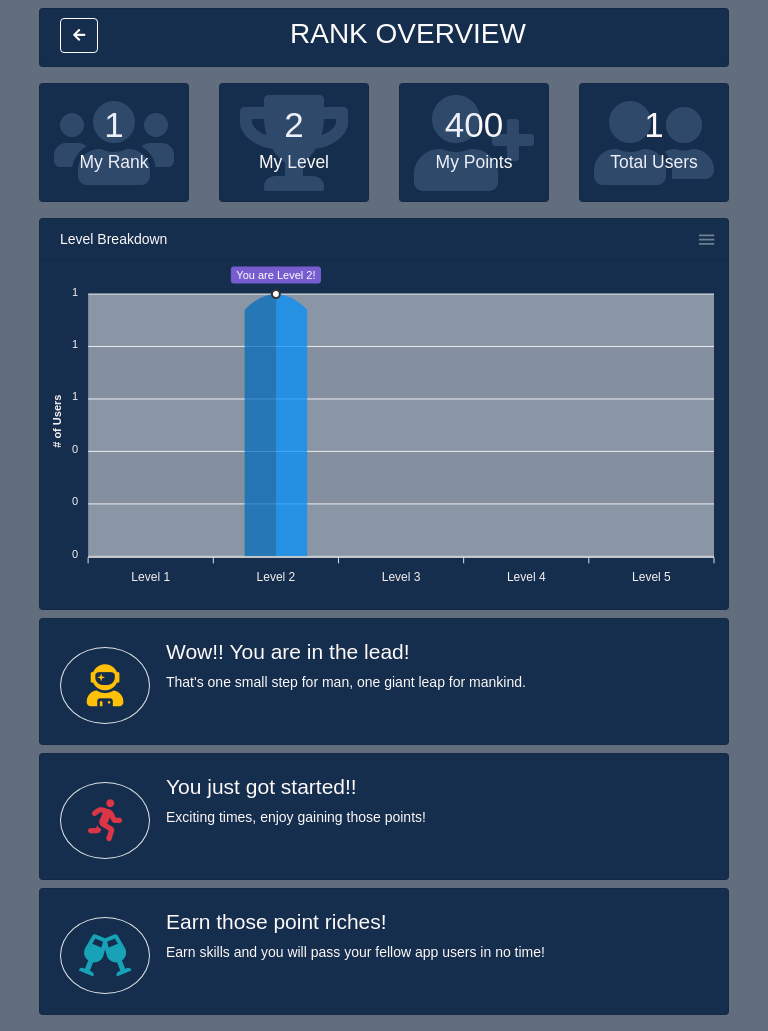 RANK OVERVIEW
1
My Rank
2
My Level
400
My Points
1
Total Users
Level Breakdown
You are Level 2!
1
1
1
0
0
0
# of Users
Level 1
Level 2
Level 3
Level 4
Level 5
Wow!! You are in the lead!
That's one small step for man, one giant leap for mankind.
You just got started!!
Exciting times, enjoy gaining those points!
Earn those point riches!
Earn skills and you will pass your fellow app users in no time!